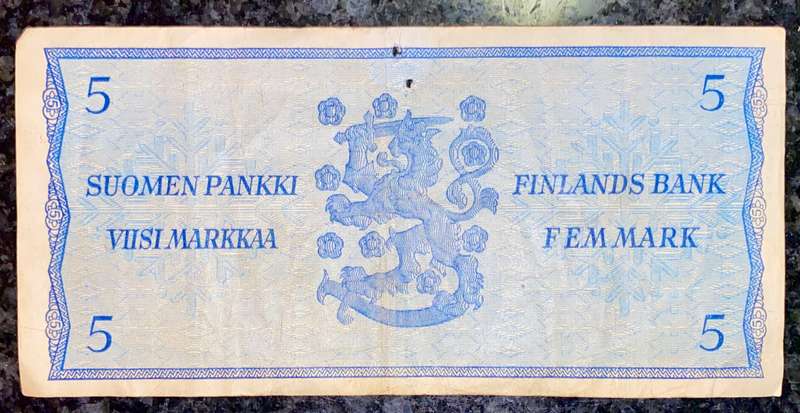 5 5
SUOMEN PANKKI FINLANDS BANK
VIISI MARKKAA FEM MARK
5 5